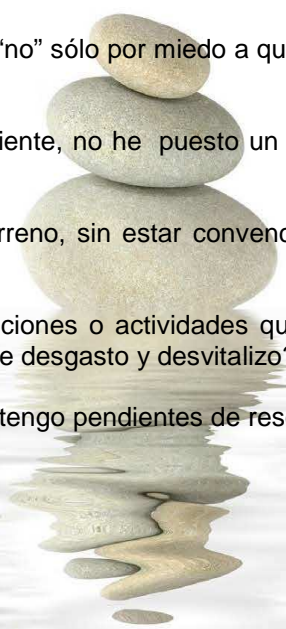 “no” sólo por miedo a qu
iente, no he puesto un
rreno, sin estar convenc
ciones o actividades qu
e desgasto y desvitalizo?
tengo pendientes de res